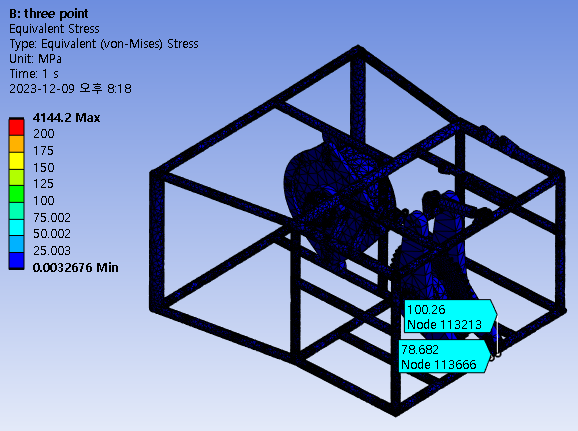 B: three point
Equivalent Stress
Type: Equivalent (von-Mises) Stress
Unit: MPa
Time: 1 s
2023-12-09 오후 8:18
4144.2 Max
200
175
150
125
100
75.002
50.002
25.003
0.0032676 Min
100.26
Node 113213
78.682
Node 113666